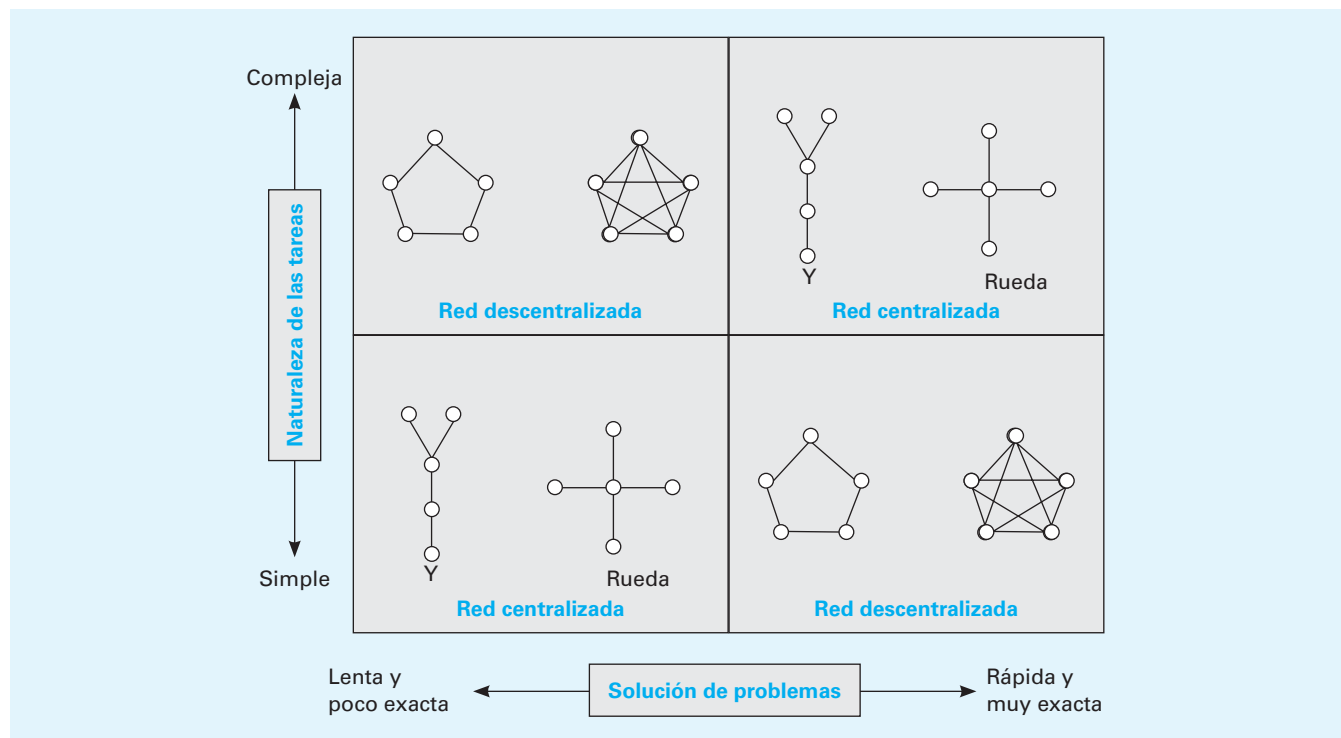 Compleja
Naturaleza de las tareas
Simple
Y
Rueda
Red descentralizada
Red centralizada
Y
Rueda
Red centralizada
Red descentralizada
Lenta y
poco exacta
Solución de problemas
Rápida y
muy exacta